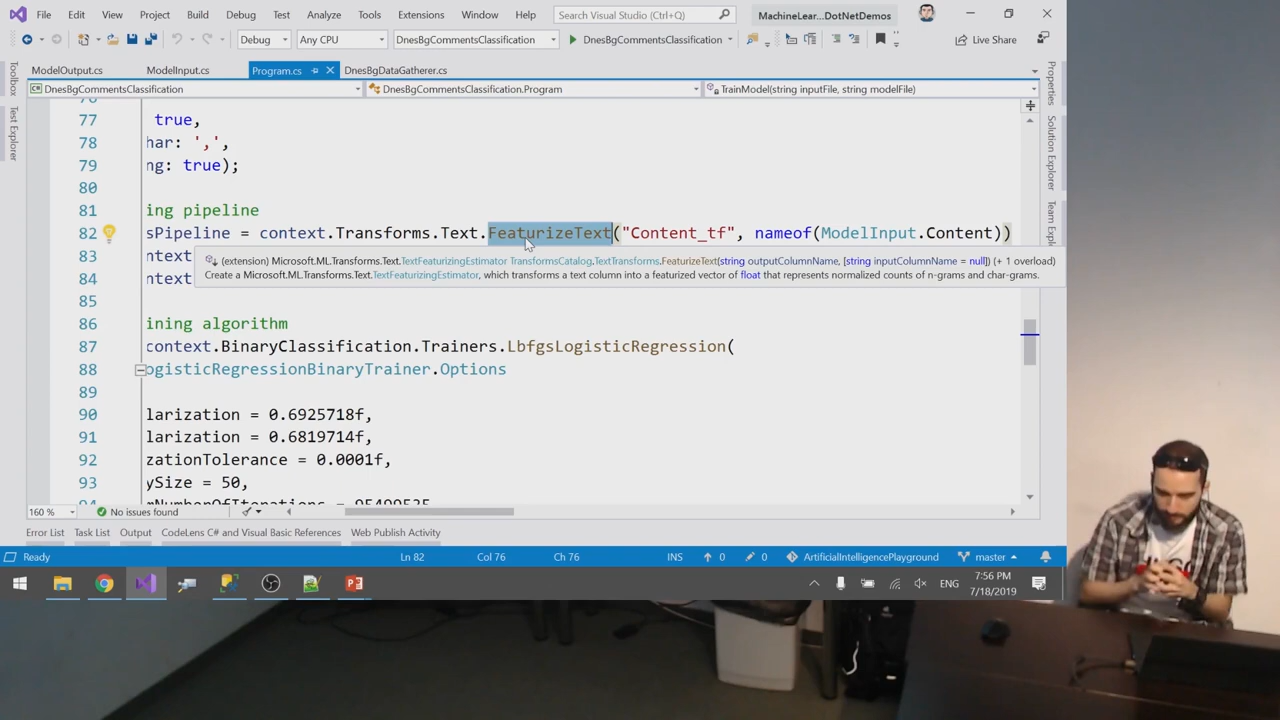 File Edit View Project Build Debug Test Analyze Tools Extensions Window Help Search Visual Studio (Ctrl+Q) MachineLear...DotNetDemos
Debug Any CPU DnesBgCommentsClassification DnesBgCommentsClassification Live Share
ModelOutput.cs ModelInput.cs Program.cs DnesBgDataGatherer.cs
DnesBgCommentsClassification DnesBgCommentsClassification.Program TrainModel(string inputFile, string modelFile)
Toolbox
Test Explorer
Properties
Solution Explorer
77 true,
78 har: ',',
79 ng: true);
80
81 ing pipeline
82 sPipeline = context.Transforms.Text.FeaturizeText("Content_tf", nameof(ModelInput.Content))
83 ntext
(extension) Microsoft.ML.Transforms.Text.TextFeaturizingEstimator TransformsCatalog.TextTransforms.FeaturizeText(string outputColumnName, [string inputColumnName = null]) (+ 1 overload)
84 ntext
Create a Microsoft.ML.Transforms.Text.TextFeaturizingEstimator, which transforms a text column into a featurized vector of float that represents normalized counts of n-grams and char-grams.
85
86 ining algorithm
87 context.BinaryClassification.Trainers.LbfgsLogisticRegression(
88 ogisticRegressionBinaryTrainer.Options
89
90 larization = 0.6925718f,
91 larization = 0.6819714f,
92 zationTolerance = 0.0001f,
93 ySize = 50,
160 % No issues found
Error List Task List Output CodeLens C# and Visual Basic References Web Publish Activity
Ready Ln 82 Col 76 Ch 76 INS 0 0 ArtificialIntelligencePlayground master
ENG 7:56 PM
7/18/2019